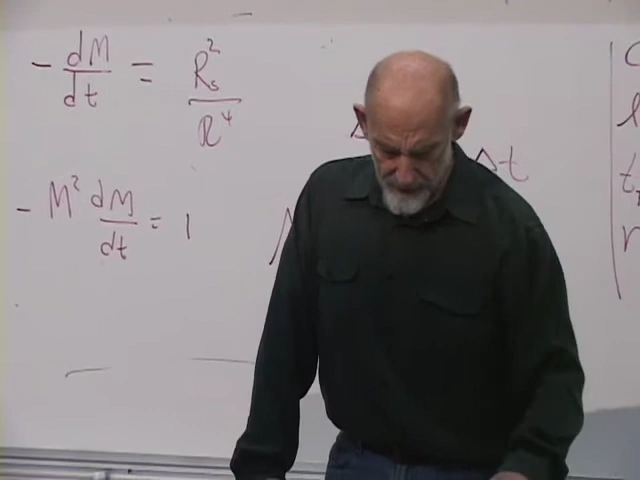 - dM/dt = R_s^2/R^4
- M^2 dM/dt = 1
Δt